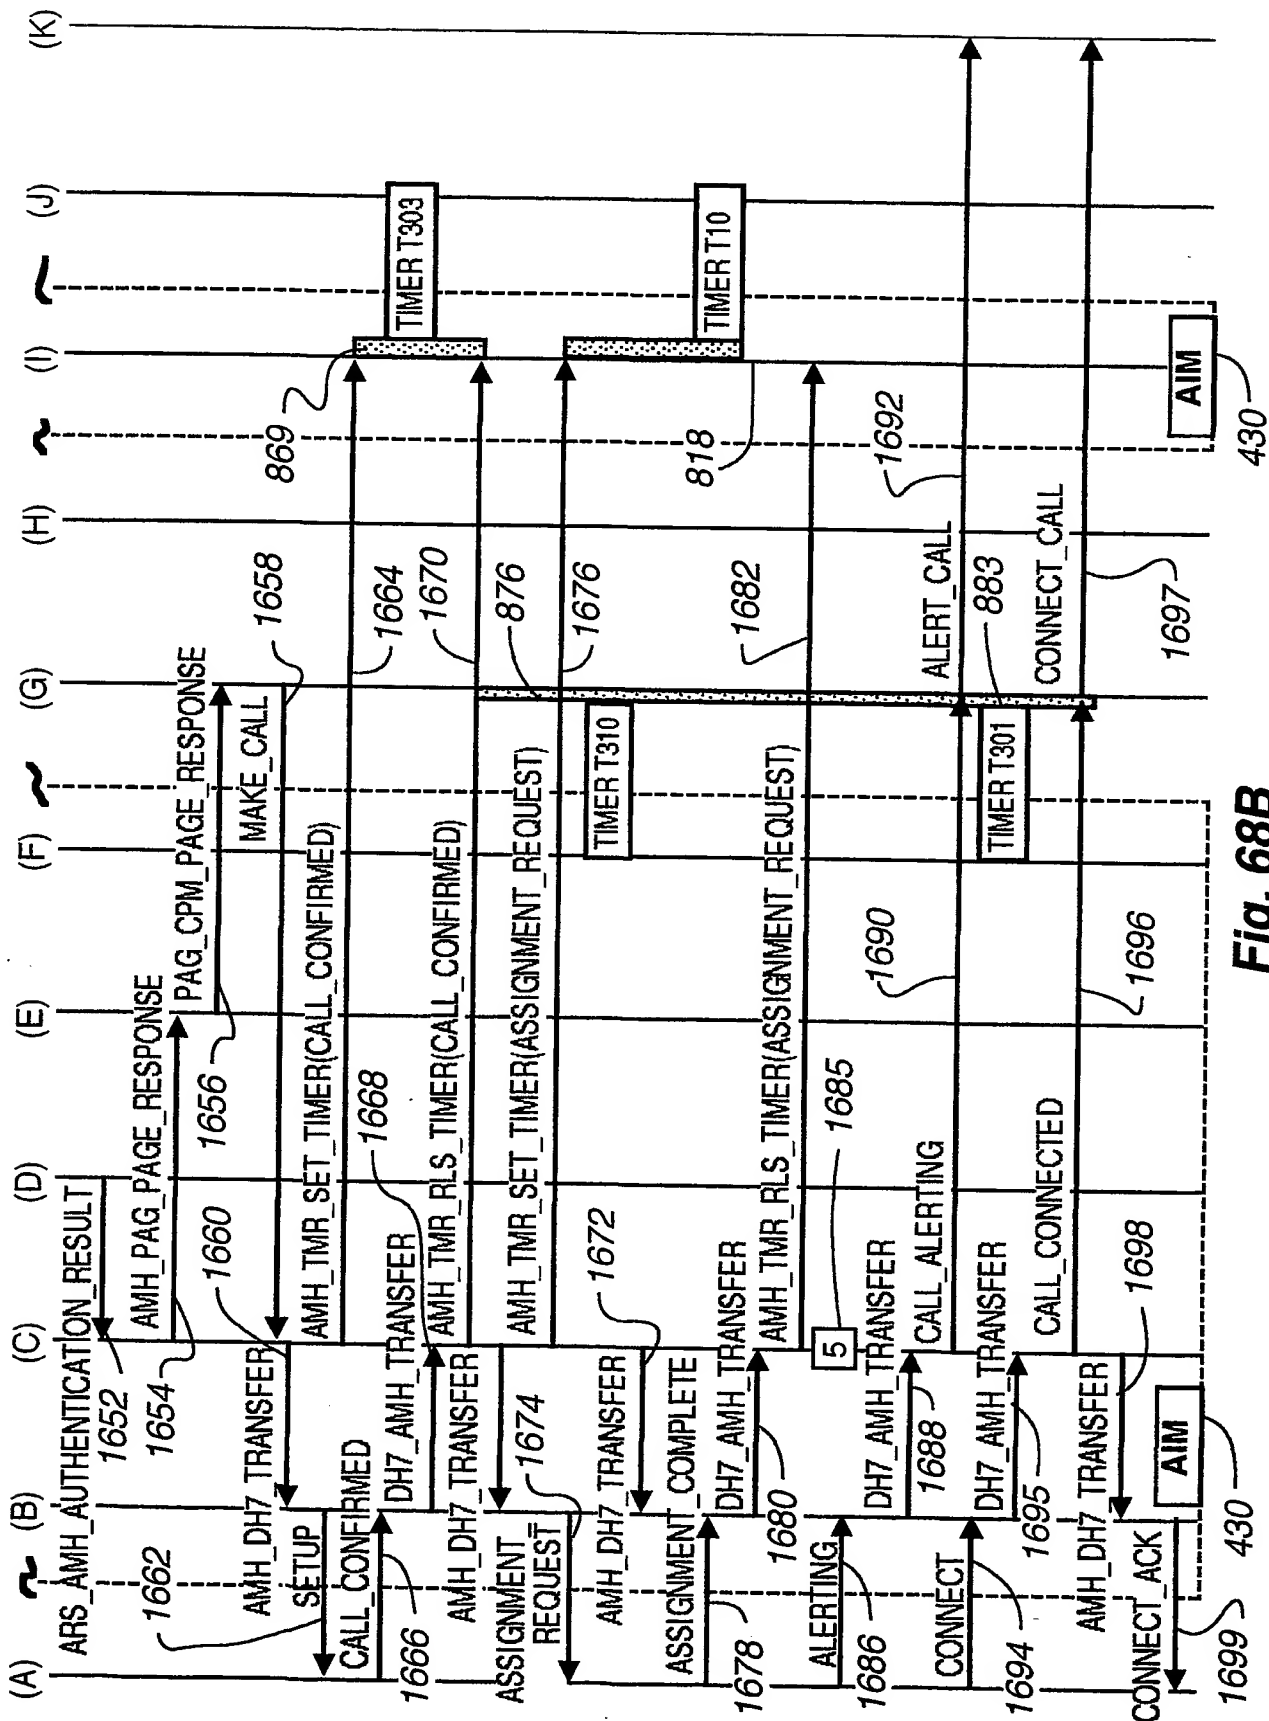 (A)
(B)
(C)
(D)
(E)
(F)
(G)
(H)
(I)
(J)
(K)
ARS_AMH_AUTHENTICATION_RESULT
1652
AMH_PAG_PAGE_RESPONSE
1654
PAG_CPM_PAGE_RESPONSE
1656
MAKE_CALL
1658
AMH_DH7_TRANSFER
1660
SETUP
1662
AMH_TMR_SET_TIMER(CALL_CONFIRMED)
1664
869
TIMER T303
CALL_CONFIRMED
1666
DH7_AMH_TRANSFER
1668
AMH_TMR_RLS_TIMER(CALL_CONFIRMED)
1670
AMH_DH7_TRANSFER
876
ASSIGNMENT_
REQUEST
1674
AMH_TMR_SET_TIMER(ASSIGNMENT_REQUEST)
1676
TIMER T310
TIMER T10
AMH_DH7_TRANSFER
1672
818
ASSIGNMENT_COMPLETE
1678
DH7_AMH_TRANSFER
1680
AMH_TMR_RLS_TIMER(ASSIGNMENT_REQUEST)
1682
5
1685
ALERTING
1686
DH7_AMH_TRANSFER
1688
CALL_ALERTING
1690
ALERT_CALL
1692
TIMER T301
883
CONNECT
1694
DH7_AMH_TRANSFER
1695
CALL_CONNECTED
1696
CONNECT_CALL
1697
AMH_DH7_TRANSFER
1698
CONNECT_ACK
1699
AIM
430
AIM
430
Fig. 68B